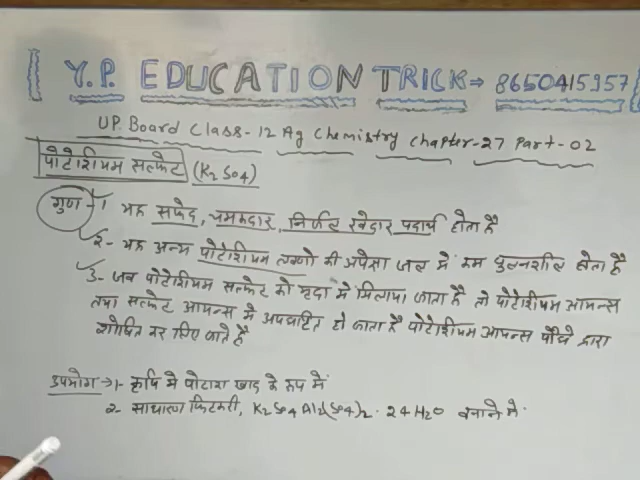 Y.P. EDUCATION TRICK→ 8650415957
UP. Board Class-12 Ag Chemistry Chapter-27 Part-02
पोटेशियम सल्फेट (K2SO4)
गुण → 1 यह सफेद, चमकदार, निर्जल रवेदार पदार्थ होता है
2- यह अन्य पोटेशियम लवणों की अपेक्षा जल में कम घुलनशील होता है
3- जब पोटेशियम सल्फेट को मृदा में मिलाया जाता है तो पोटेशियम आयन्स
तथा सल्फेट आयन्स में अपघटित हो जाता है पोटेशियम आयन्स पौधे द्वारा
शोषित कर लिए जाते है
उपयोग → 1- कृषि में पोटाश खाद के रूप में
2- साधारण फिटकरी, K2SO4 Al2(SO4)2. 24H2O बनाने में.